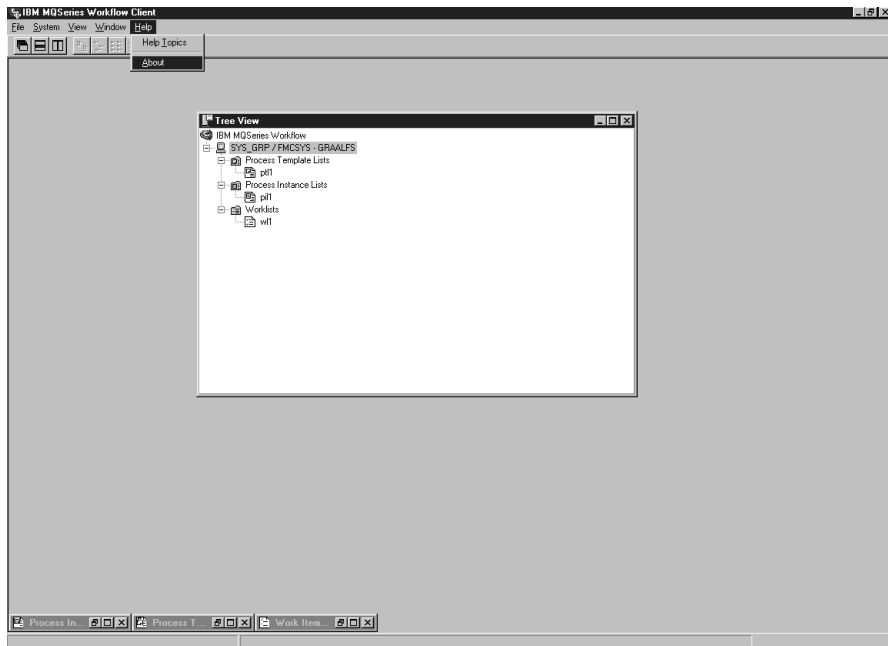 IBM MQSeries Workflow Client
File System View Window Help
Help Topics
About
Tree View
IBM MQSeries Workflow
SYS_GRP / FMCSYS - GRAALFS
Process Template Lists
ptl1
Process Instance Lists
pil1
Worklists
wl1
Process In... Process T... Work Item...